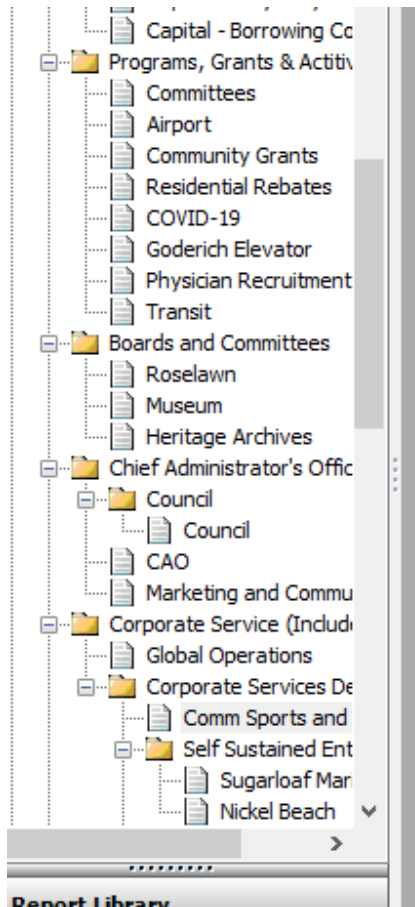 Capital - Borrowing Co
Programs, Grants & Actitiv
Committees
Airport
Community Grants
Residential Rebates
COVID-19
Goderich Elevator
Physician Recruitment
Transit
Boards and Committees
Roselawn
Museum
Heritage Archives
Chief Administrator's Offic
Council
Council
CAO
Marketing and Commu
Corporate Service (Includ
Global Operations
Corporate Services De
Comm Sports and
Self Sustained Ent
Sugarloaf Mar
Nickel Beach
Report Library